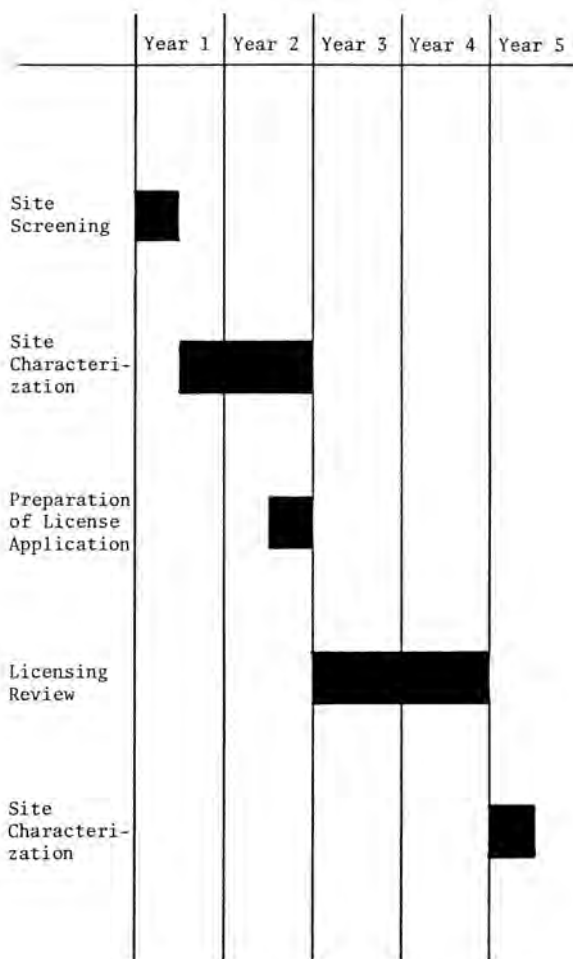 Year 1 Year 2 Year 3 Year 4 Year 5
Site
Screening
Site
Characteri-
zation
Preparation
of License
Application
Licensing
Review
Site
Characteri-
zation